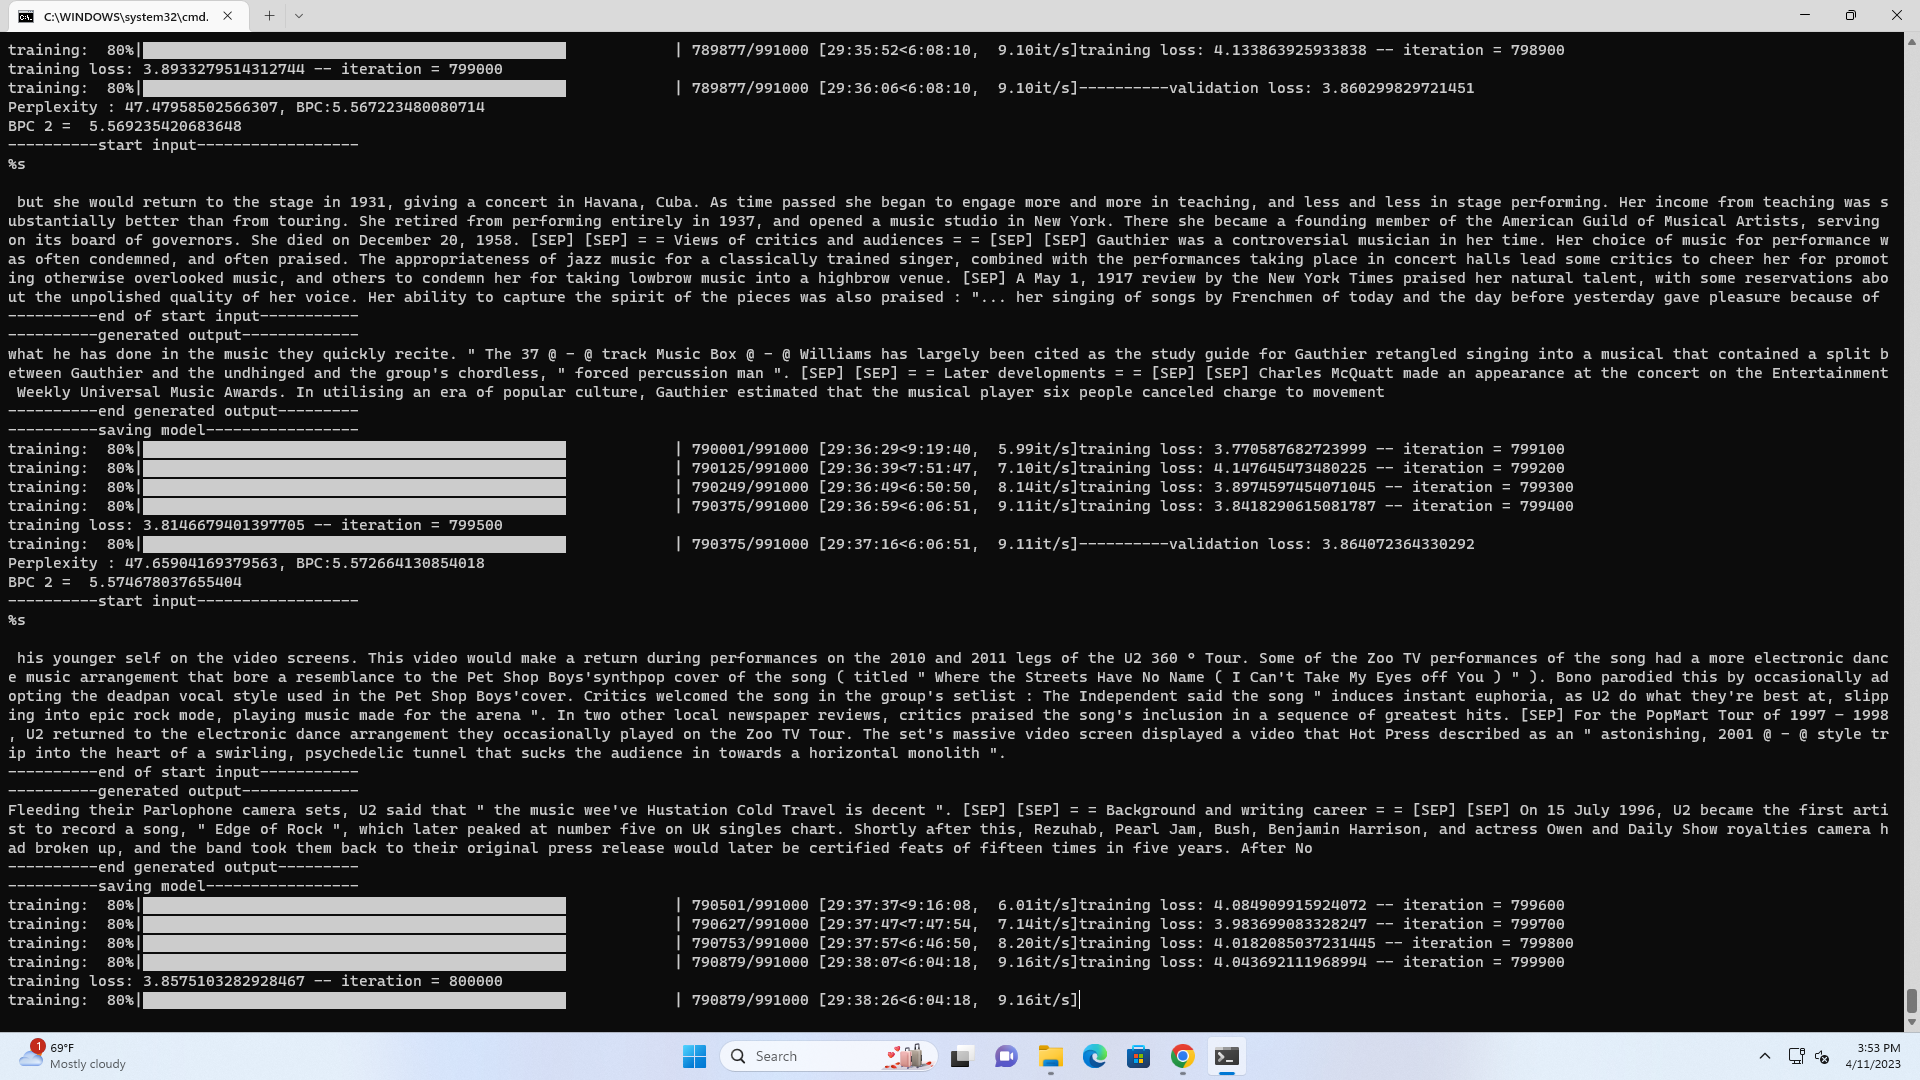 C:\WINDOWS\system32\cmd.
training:  80%| | 789877/991000 [29:35:52<6:08:10,  9.10it/s]training loss: 4.133863925933838 -- iteration = 798900
training loss: 3.8933279514312744 -- iteration = 799000
training:  80%| | 789877/991000 [29:36:06<6:08:10,  9.10it/s]----------validation loss: 3.860299829721451
Perplexity : 47.47958502566307, BPC:5.567223480080714
BPC 2 =  5.569235420683648
----------start input------------------
%s
but she would return to the stage in 1931, giving a concert in Havana, Cuba. As time passed she began to engage more and more in teaching, and less and less in stage performing. Her income from teaching was s
ubstantially better than from touring. She retired from performing entirely in 1937, and opened a music studio in New York. There she became a founding member of the American Guild of Musical Artists, serving
on its board of governors. She died on December 20, 1958. [SEP] [SEP] = = Views of critics and audiences = = [SEP] [SEP] Gauthier was a controversial musician in her time. Her choice of music for performance w
as often condemned, and often praised. The appropriateness of jazz music for a classically trained singer, combined with the performances taking place in concert halls lead some critics to cheer her for promot
ing otherwise overlooked music, and others to condemn her for taking lowbrow music into a highbrow venue. [SEP] A May 1, 1917 review by the New York Times praised her natural talent, with some reservations abo
ut the unpolished quality of her voice. Her ability to capture the spirit of the pieces was also praised : "... her singing of songs by Frenchmen of today and the day before yesterday gave pleasure because of
----------end of start input-----------
----------generated output-------------
what he has done in the music they quickly recite. " The 37 @ - @ track Music Box @ - @ Williams has largely been cited as the study guide for Gauthier retangled singing into a musical that contained a split b
etween Gauthier and the undhinged and the group's chordless, " forced percussion man ". [SEP] [SEP] = = Later developments = = [SEP] [SEP] Charles McQuatt made an appearance at the concert on the Entertainment
Weekly Universal Music Awards. In utilising an era of popular culture, Gauthier estimated that the musical player six people canceled charge to movement
----------end generated output---------
----------saving model-----------------
training:  80%| | 790001/991000 [29:36:29<9:19:40,  5.99it/s]training loss: 3.770587682723999 -- iteration = 799100
training:  80%| | 790125/991000 [29:36:39<7:51:47,  7.10it/s]training loss: 4.147645473480225 -- iteration = 799200
training:  80%| | 790249/991000 [29:36:49<6:50:50,  8.14it/s]training loss: 3.8974597454071045 -- iteration = 799300
training:  80%| | 790375/991000 [29:36:59<6:06:51,  9.11it/s]training loss: 3.8418290615081787 -- iteration = 799400
training loss: 3.8146679401397705 -- iteration = 799500
training:  80%| | 790375/991000 [29:37:16<6:06:51,  9.11it/s]----------validation loss: 3.864072364330292
Perplexity : 47.65904169379563, BPC:5.572664130854018
BPC 2 =  5.574678037655404
----------start input------------------
%s
his younger self on the video screens. This video would make a return during performances on the 2010 and 2011 legs of the U2 360 ° Tour. Some of the Zoo TV performances of the song had a more electronic danc
e music arrangement that bore a resemblance to the Pet Shop Boys'synthpop cover of the song ( titled " Where the Streets Have No Name ( I Can't Take My Eyes off You ) " ). Bono parodied this by occasionally ad
opting the deadpan vocal style used in the Pet Shop Boys'cover. Critics welcomed the song in the group's setlist : The Independent said the song " induces instant euphoria, as U2 do what they're best at, slipp
ing into epic rock mode, playing music made for the arena ". In two other local newspaper reviews, critics praised the song's inclusion in a sequence of greatest hits. [SEP] For the PopMart Tour of 1997 – 1998
, U2 returned to the electronic dance arrangement they occasionally played on the Zoo TV Tour. The set's massive video screen displayed a video that Hot Press described as an " astonishing, 2001 @ - @ style tr
ip into the heart of a swirling, psychedelic tunnel that sucks the audience in towards a horizontal monolith ".
----------end of start input-----------
----------generated output-------------
Fleeding their Parlophone camera sets, U2 said that " the music wee've Hustation Cold Travel is decent ". [SEP] [SEP] = = Background and writing career = = [SEP] [SEP] On 15 July 1996, U2 became the first arti
st to record a song, " Edge of Rock ", which later peaked at number five on UK singles chart. Shortly after this, Rezuhab, Pearl Jam, Bush, Benjamin Harrison, and actress Owen and Daily Show royalties camera h
ad broken up, and the band took them back to their original press release would later be certified feats of fifteen times in five years. After No
----------end generated output---------
----------saving model-----------------
training:  80%| | 790501/991000 [29:37:37<9:16:08,  6.01it/s]training loss: 4.084909915924072 -- iteration = 799600
training:  80%| | 790627/991000 [29:37:47<7:47:54,  7.14it/s]training loss: 3.983699083328247 -- iteration = 799700
training:  80%| | 790753/991000 [29:37:57<6:46:50,  8.20it/s]training loss: 4.0182085037231445 -- iteration = 799800
training:  80%| | 790879/991000 [29:38:07<6:04:18,  9.16it/s]training loss: 4.043692111968994 -- iteration = 799900
training loss: 3.8575103282928467 -- iteration = 800000
training:  80%| | 790879/991000 [29:38:26<6:04:18,  9.16it/s]
1
69°F
Mostly cloudy
Search
3:53 PM
4/11/2023